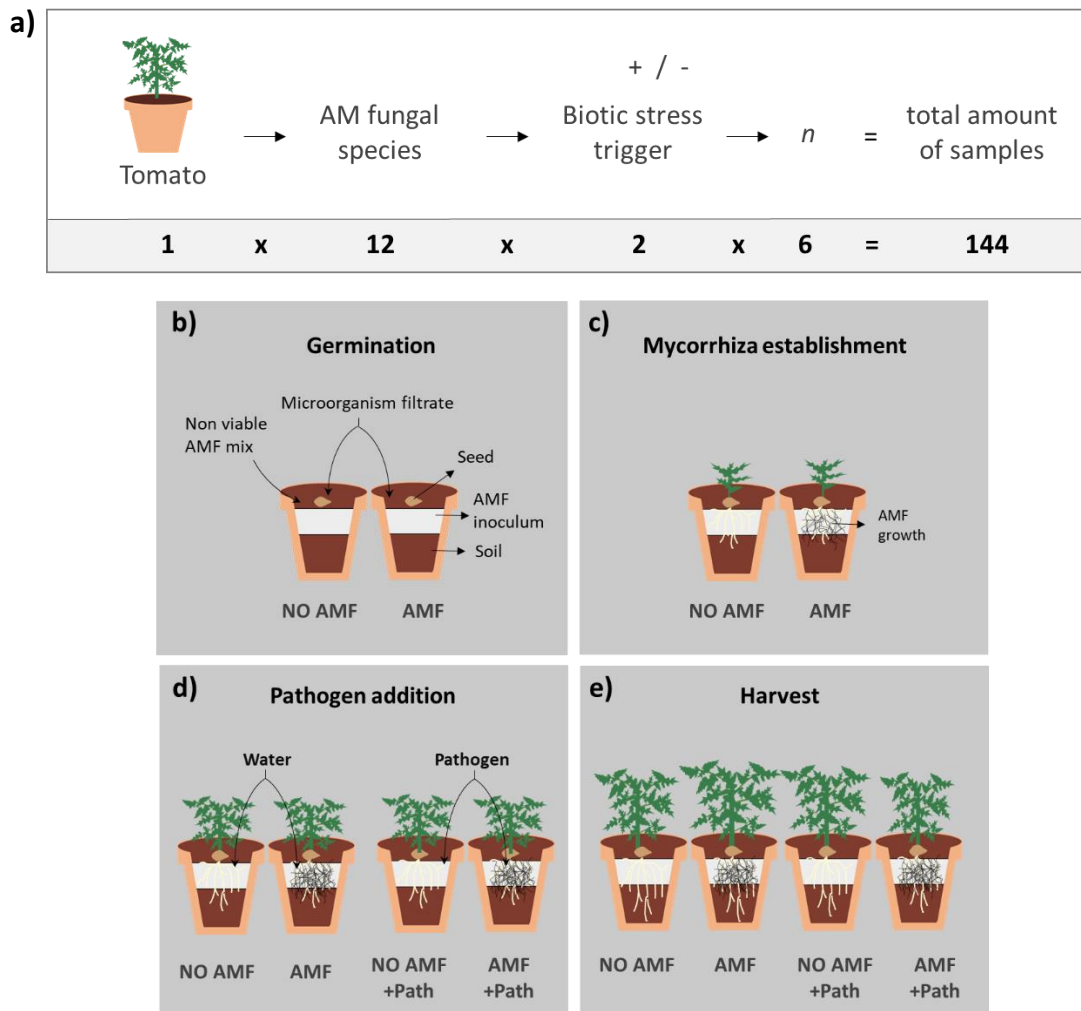 a)
+ / -
AM fungal
species
Biotic stress
trigger
n
=
total amount
of samples
Tomato
1 x 12 x 2 x 6 = 144
b)
Germination
Microorganism filtrate
Non viable
AMF mix
Seed
AMF
inoculum
Soil
NO AMF
AMF
c)
Mycorrhiza establishment
AMF
growth
NO AMF
AMF
d)
Pathogen addition
Water
Pathogen
NO AMF
AMF
NO AMF
+Path
AMF
+Path
e)
Harvest
NO AMF
AMF
NO AMF
+Path
AMF
+Path